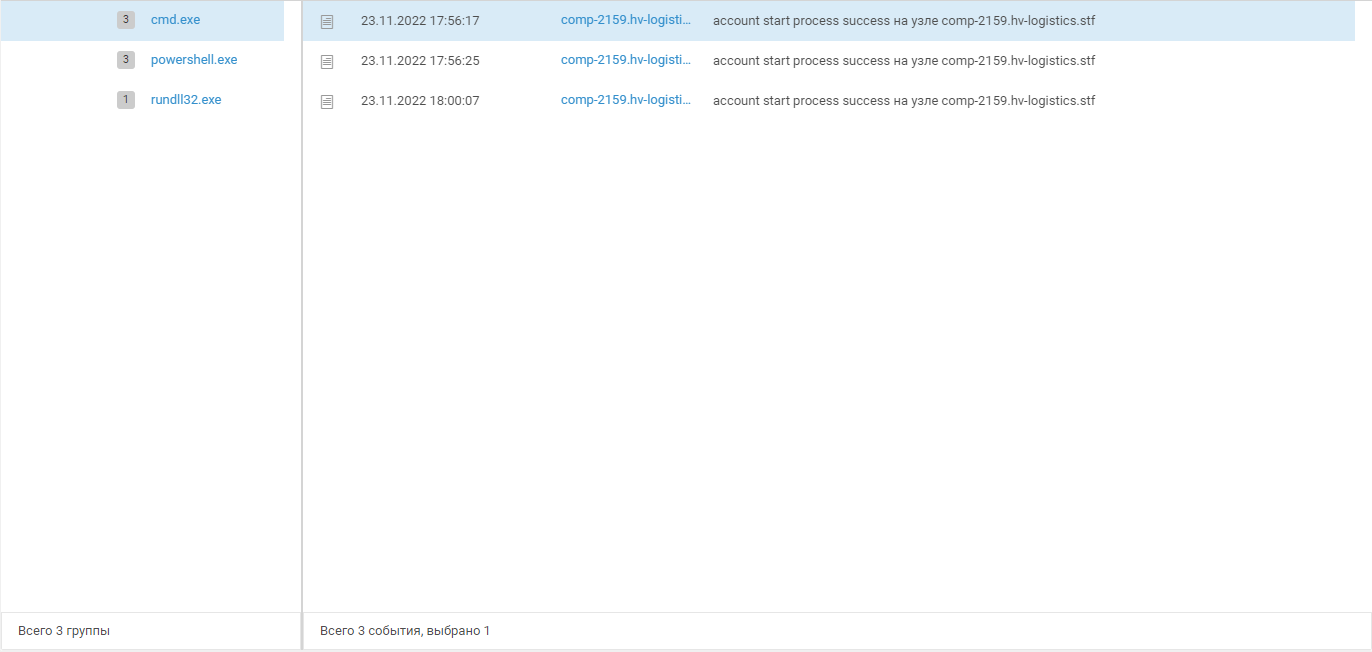 3 cmd.exe
3 powershell.exe
1 rundll32.exe
Всего 3 группы
23.11.2022 17:56:17 comp-2159.hv-logisti... account start process success на узле comp-2159.hv-logistics.stf
23.11.2022 17:56:25 comp-2159.hv-logisti... account start process success на узле comp-2159.hv-logistics.stf
23.11.2022 18:00:07 comp-2159.hv-logisti... account start process success на узле comp-2159.hv-logistics.stf
Всего 3 события, выбрано 1